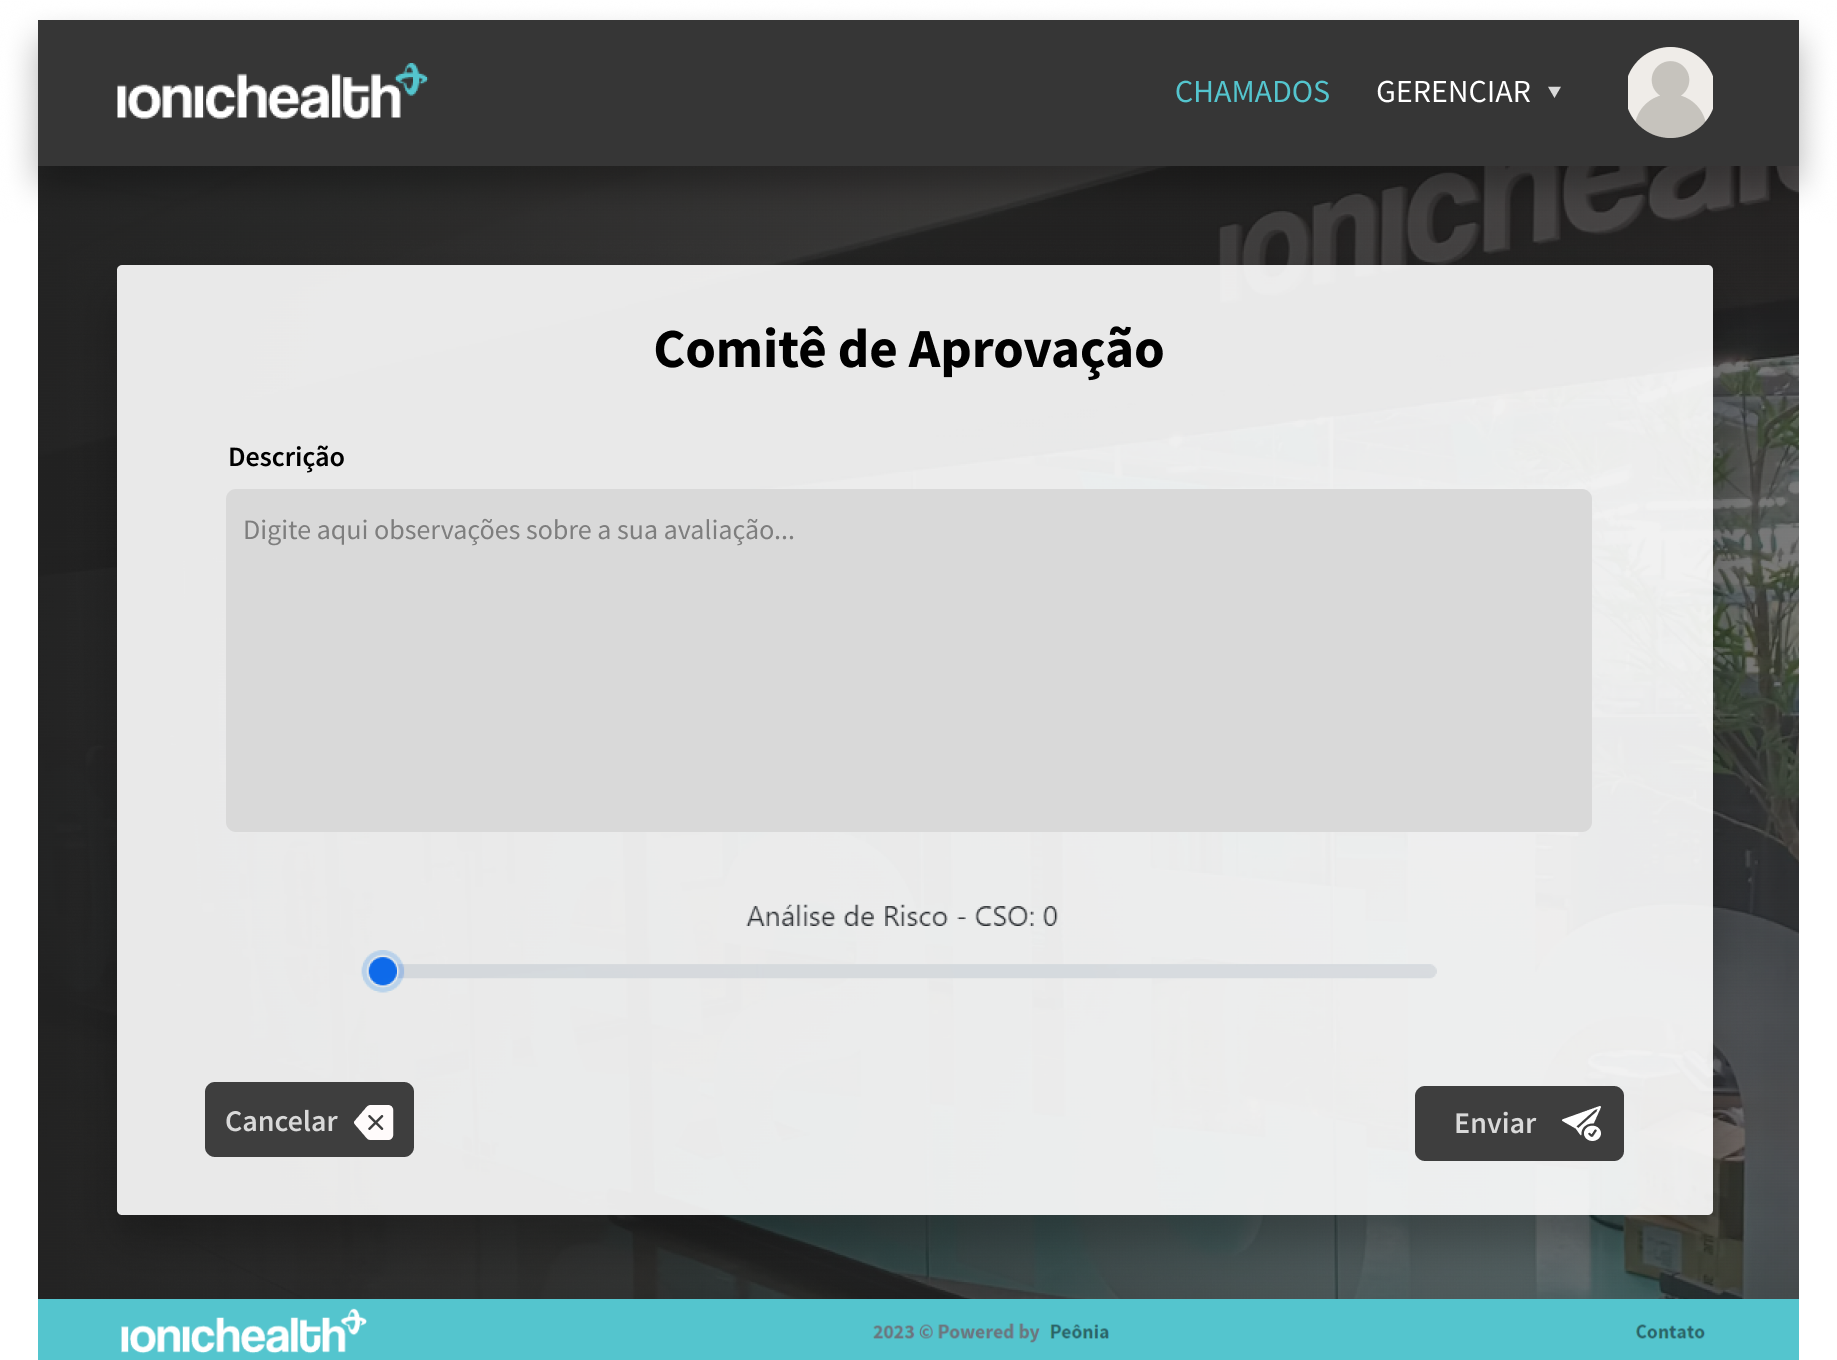 ionichealth
CHAMADOS
GERENCIAR
ionicheal
Comitê de Aprovação
Descrição
Digite aqui observações sobre a sua avaliação...
Análise de Risco - CSO: 0
Cancelar
Enviar
ionichealth
2023 © Powered by Peônia
Contato